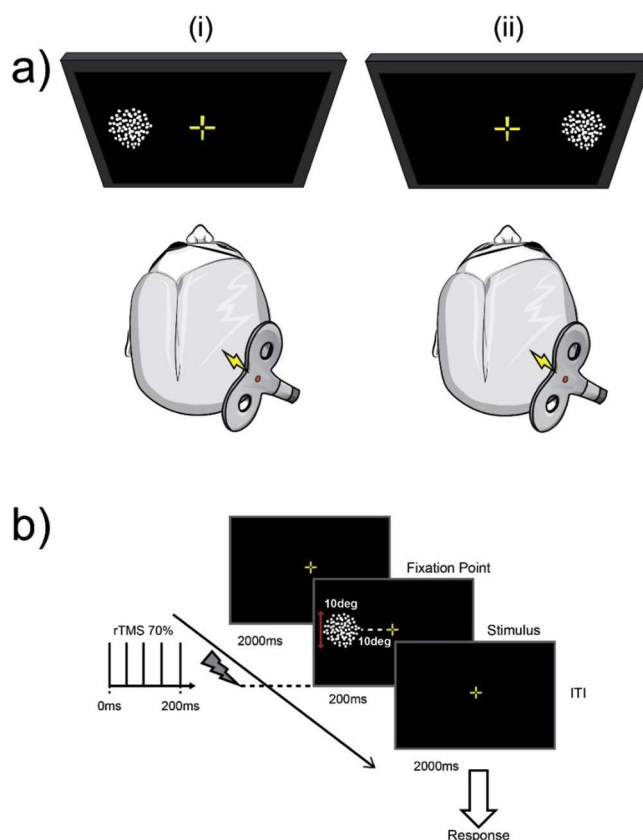 (i)
(ii)
a)
b)
Fixation Point
10deg
10deg
Stimulus
rTMS 70%
2000ms
ITI
200ms
0ms
200ms
2000ms
Response